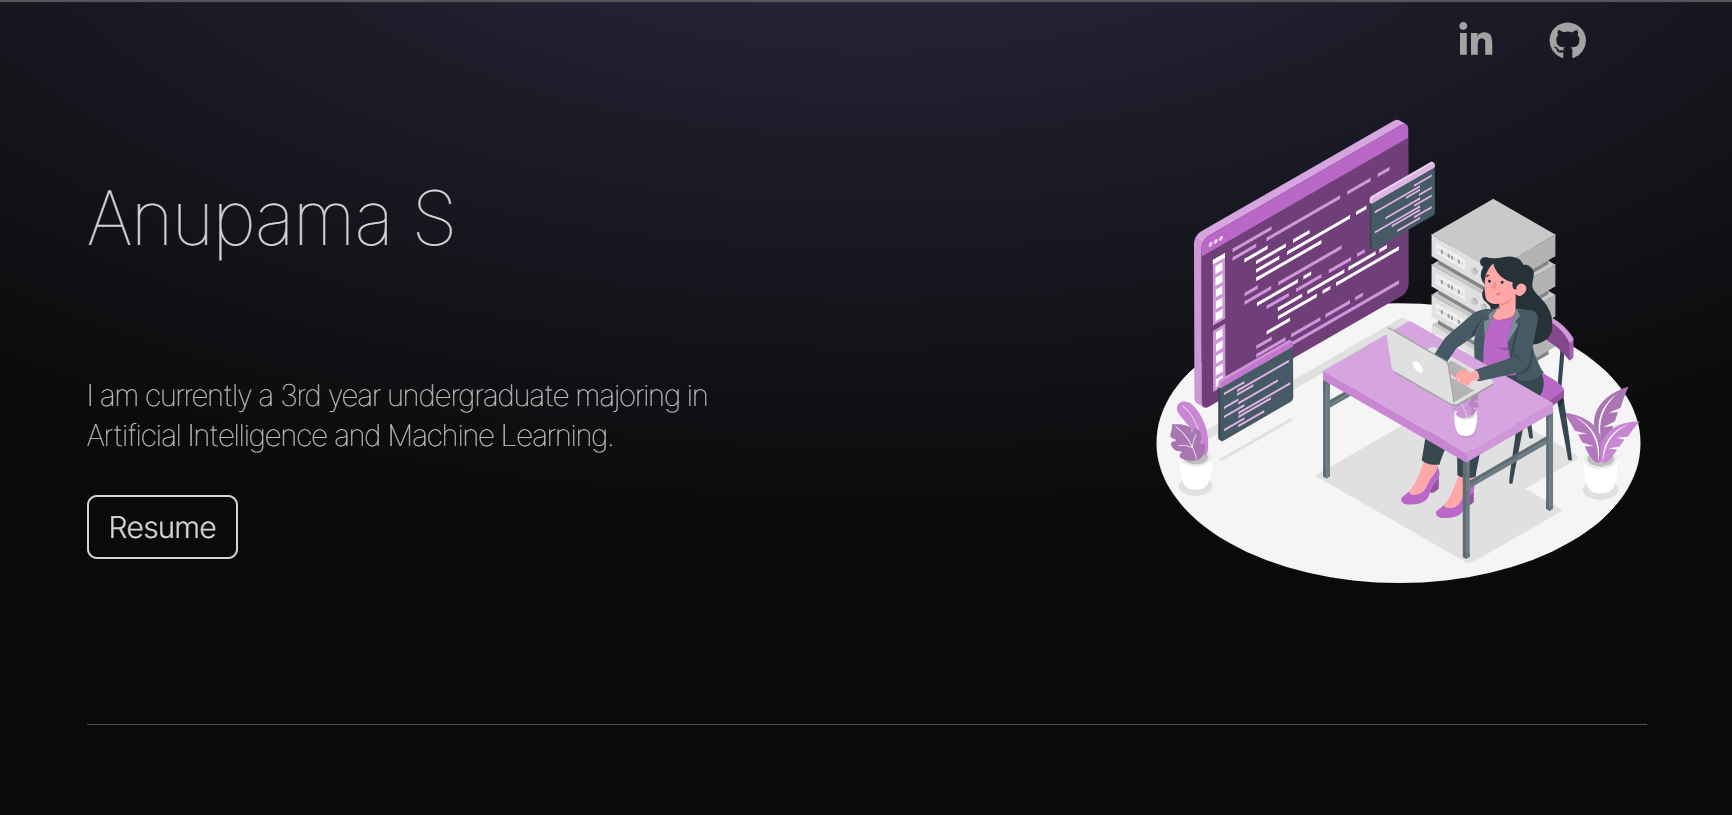 in
Anupama S
I am currently a 3rd year undergraduate majoring in
Artificial Intelligence and Machine Learning.
Resume